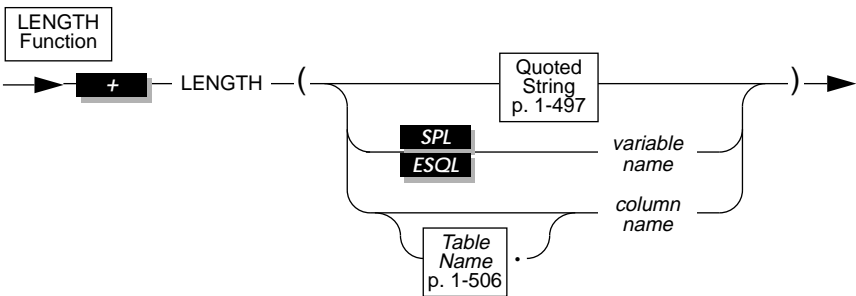 LENGTH
Function
+ LENGTH ( )
Quoted
String
p. 1-497
SPL
ESQL
variable
name
column
name
Table
Name
p. 1-506
.